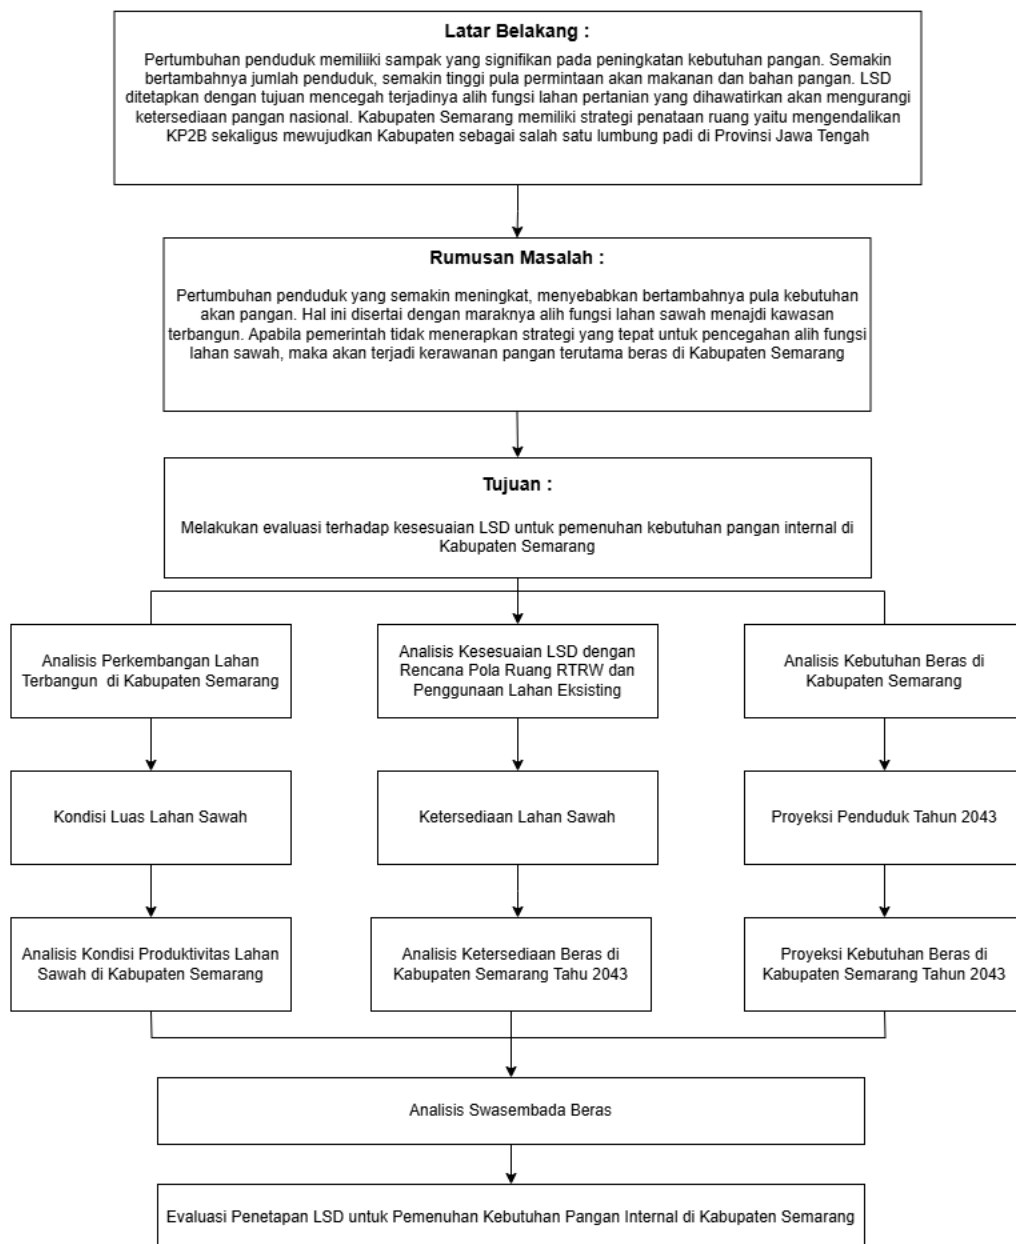 Latar Belakang :
Pertumbuhan penduduk memiliiki sampak yang signifikan pada peningkatan kebutuhan pangan. Semakin
bertambahnya jumlah penduduk, semakin tinggi pula permintaan akan makanan dan bahan pangan. LSD
ditetapkan dengan tujuan mencegah terjadinya alih fungsi lahan pertanian yang dihawatirkan akan mengurangi
ketersediaan pangan nasional. Kabupaten Semarang memiliki strategi penataan ruang yaitu mengendalikan
KP2B sekaligus mewujudkan Kabupaten sebagai salah satu lumbung padi di Provinsi Jawa Tengah
Rumusan Masalah :
Pertumbuhan penduduk yang semakin meningkat, menyebabkan bertambahnya pula kebutuhan
akan pangan. Hal ini disertai dengan maraknya alih fungsi lahan sawah menajdi kawasan
terbangun. Apabila pemerintah tidak menerapkan strategi yang tepat untuk pencegahan alih fungsi
lahan sawah, maka akan terjadi kerawanan pangan terutama beras di Kabupaten Semarang
Tujuan :
Melakukan evaluasi terhadap kesesuaian LSD untuk pemenuhan kebutuhan pangan internal di
Kabupaten Semarang
Analisis Perkembangan Lahan
Terbangun di Kabupaten Semarang
Analisis Kesesuaian LSD dengan
Rencana Pola Ruang RTRW dan
Penggunaan Lahan Eksisting
Analisis Kebutuhan Beras di
Kabupaten Semarang
Kondisi Luas Lahan Sawah
Ketersediaan Lahan Sawah
Proyeksi Penduduk Tahun 2043
Analisis Kondisi Produktivitas Lahan
Sawah di Kabupaten Semarang
Analisis Ketersediaan Beras di
Kabupaten Semarang Tahu 2043
Proyeksi Kebutuhan Beras di
Kabupaten Semarang Tahun 2043
Analisis Swasembada Beras
Evaluasi Penetapan LSD untuk Pemenuhan Kebutuhan Pangan Internal di Kabupaten Semarang